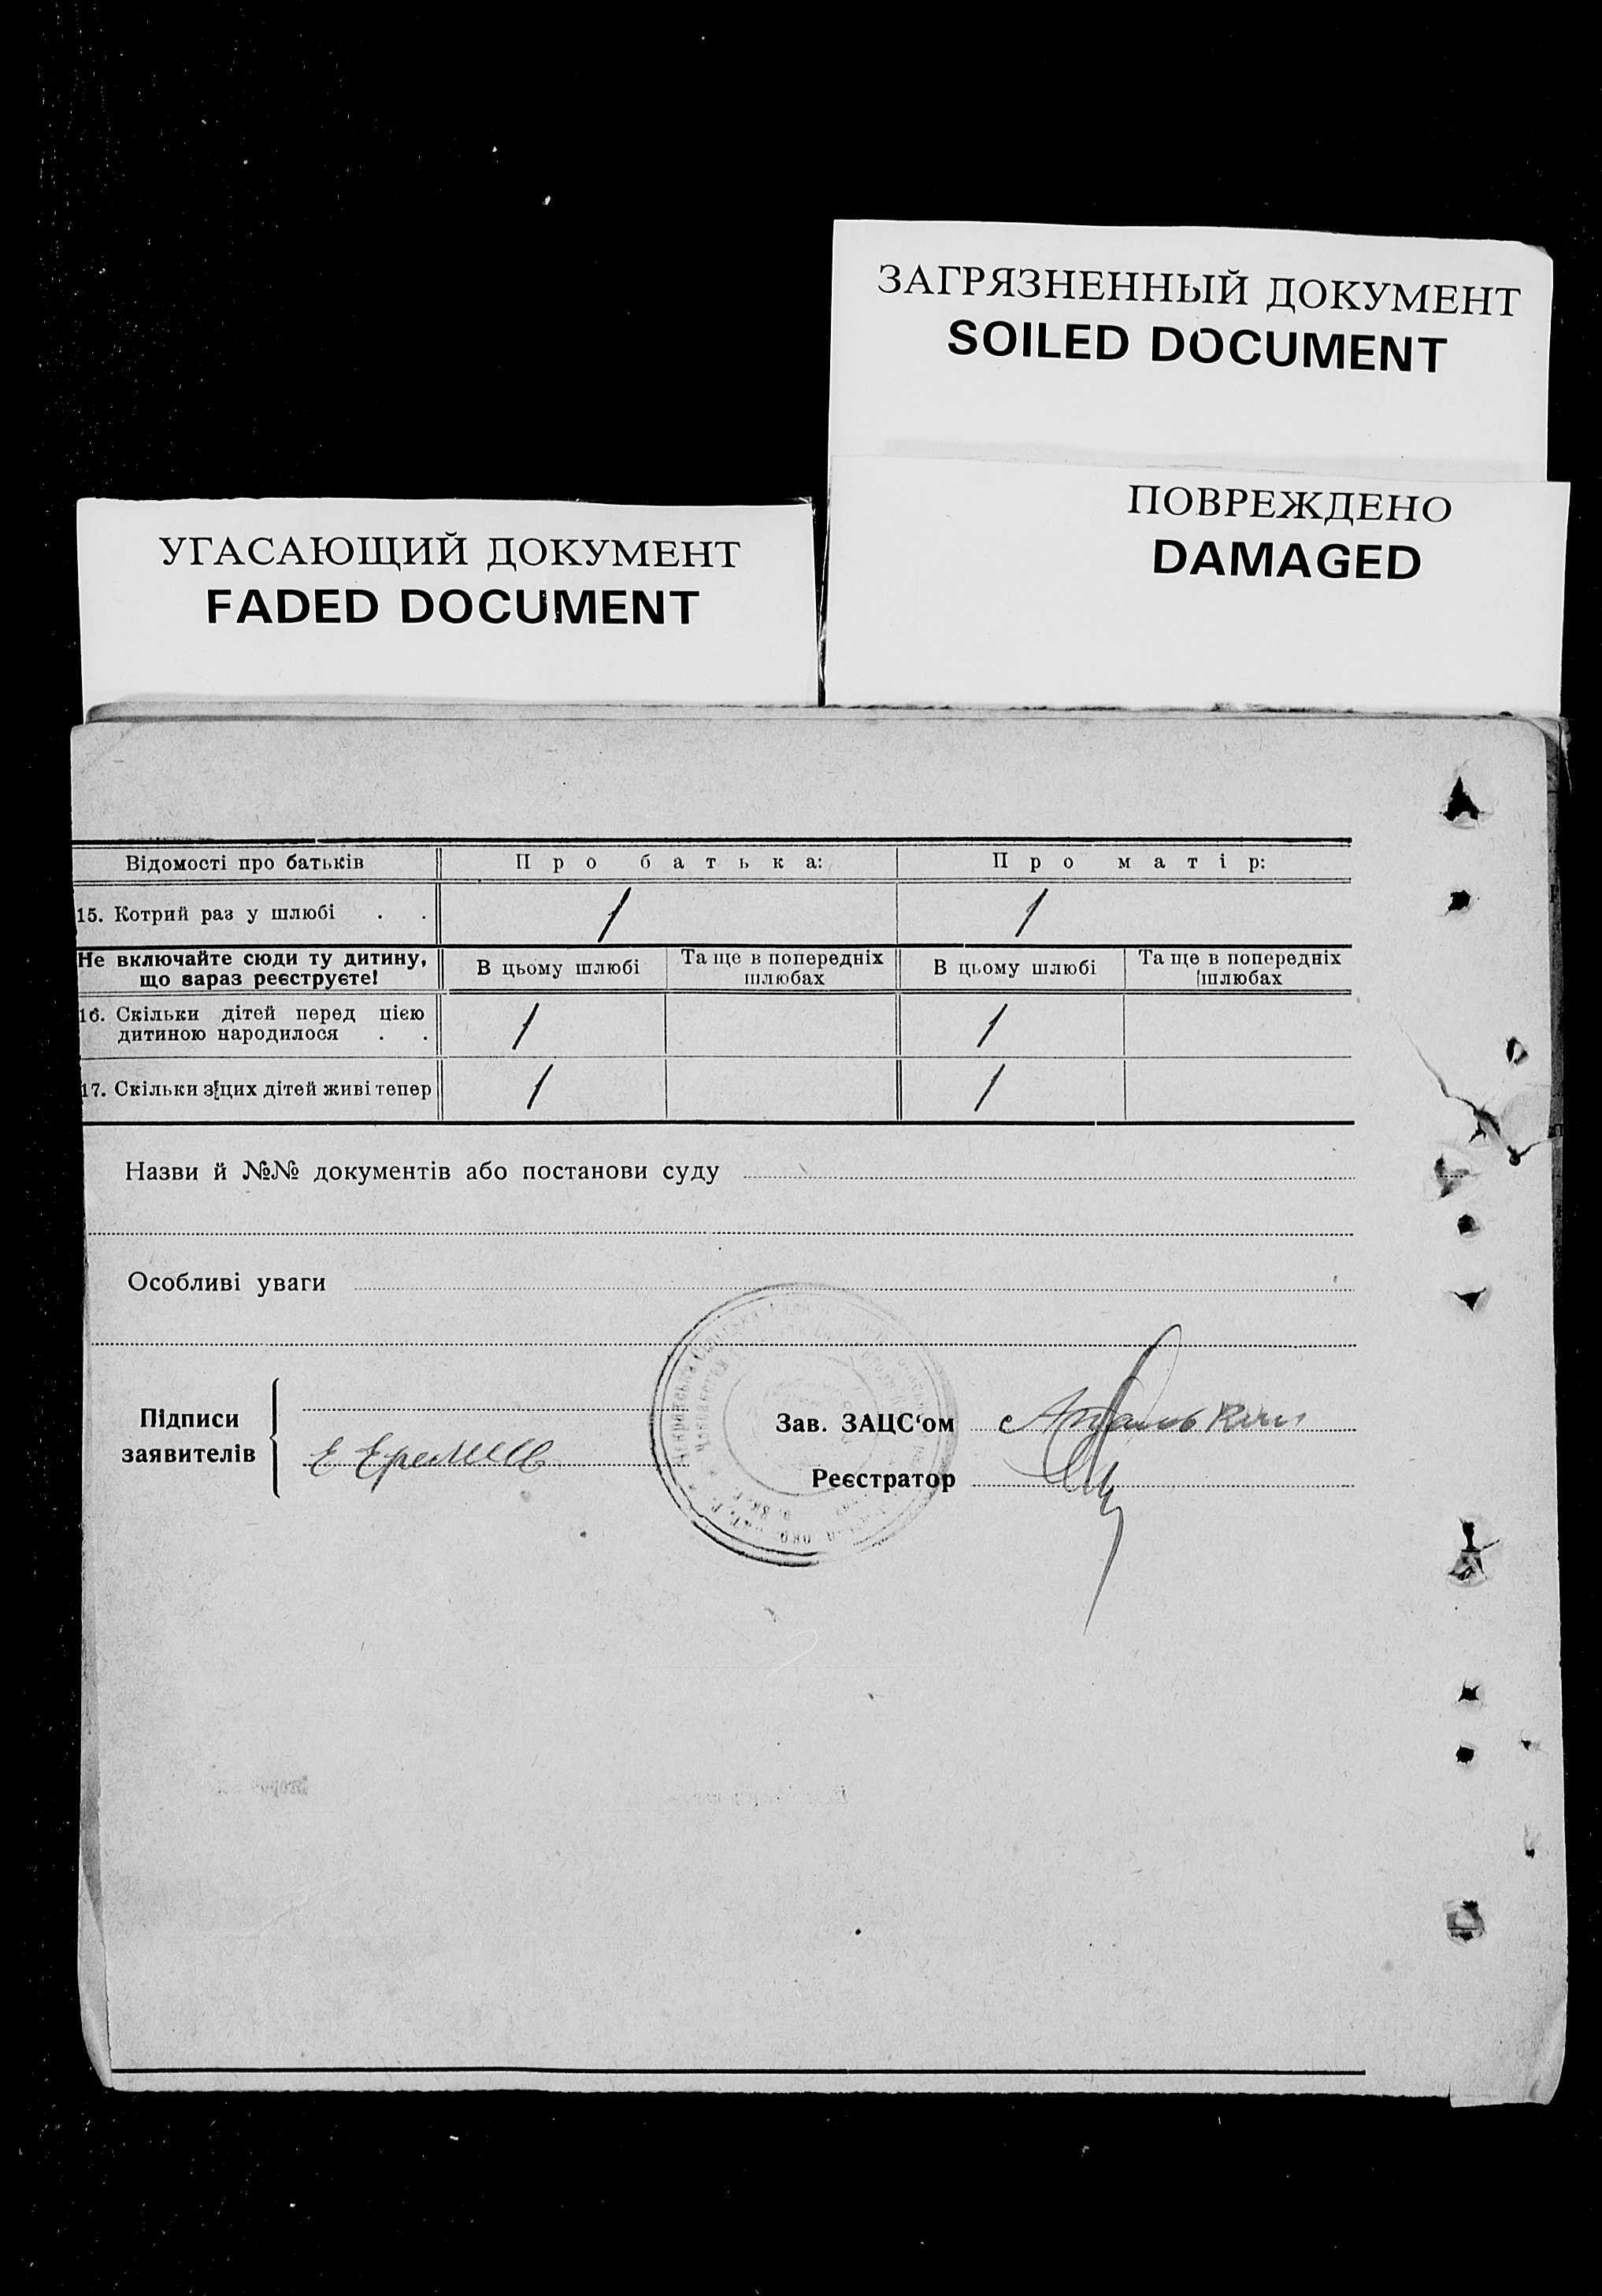 ЗАГРЯЗНЕННЫЙ ДОКУМЕНТ
SOILED DOCUMENT
ПОВРЕЖДЕНО
DAMAGED
УГАСАЮЩИЙ ДОКУМЕНТ
FADED DOCUMENT
Відомості про батьків Про батька: Про матір:
15. Котрий раз у шлюбі . . 1 1
Не включайте сюди ту дитину, що зараз реєструєте! В цьому шлюбі Та ще в попередніх шлюбах В цьому шлюбі Та ще в попередніх шлюбах
16. Скільки дітей перед цією
дитиною народилося . . 1 1
17. Скільки з цих дітей живі тепер 1 1
Назви й №№ документів або постанови суду
Особливі уваги
Підписи
заявителів
Зав. ЗАЦС‘ом
Реєстратор